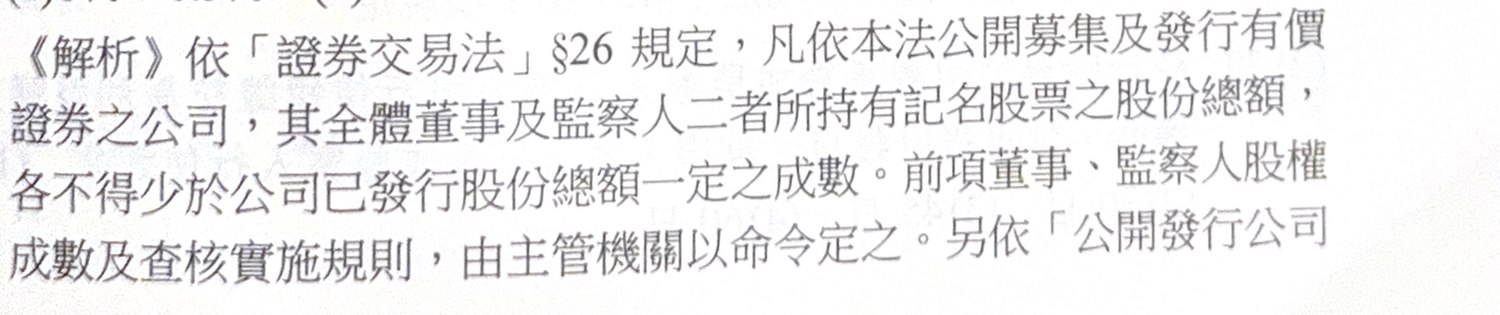 《解析》依「證券交易法」§26 規定，凡依本法公開募集及發行有價
證券之公司，其全體董事及監察人二者所持有記名股票之股份總額，
各不得少於公司已發行股份總額一定之成數。前項董事、監察人股權
成數及查核實施規則，由主管機關以命令定之。另依「公開發行公司